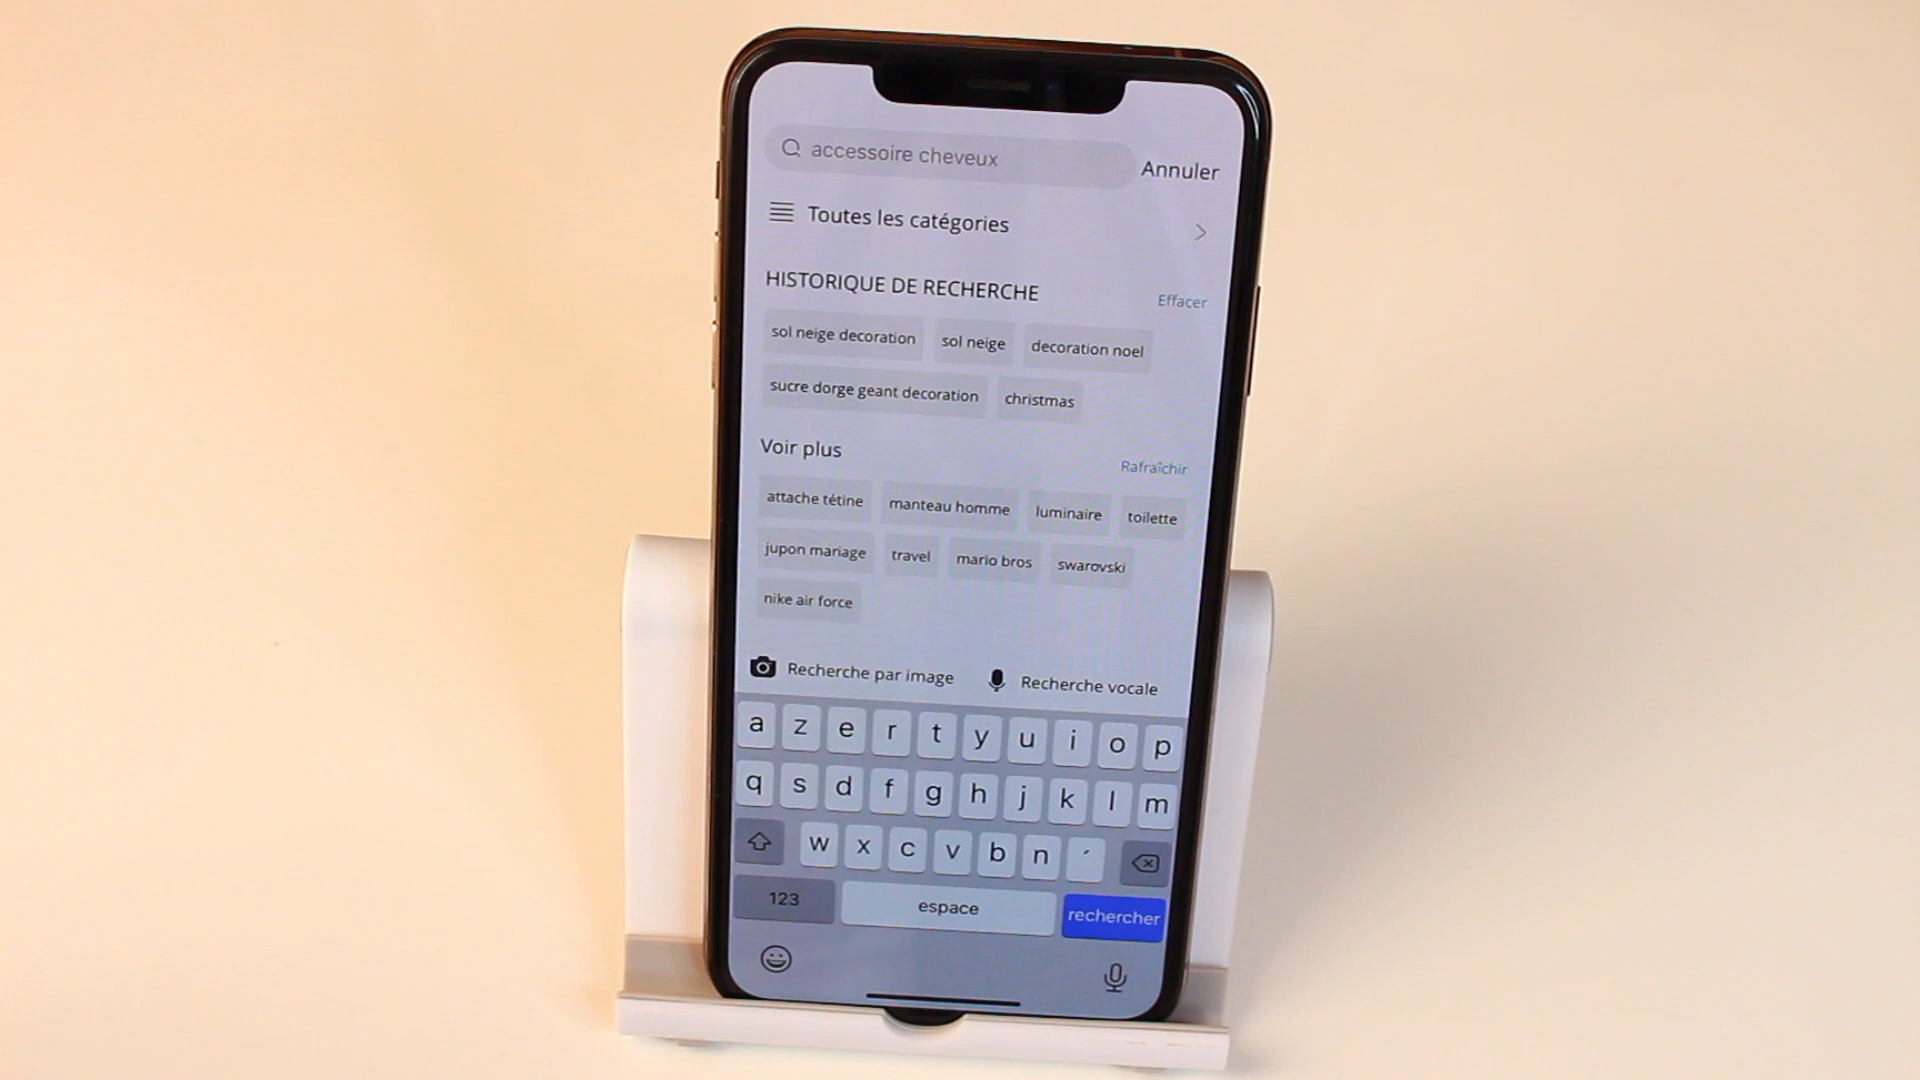 accessoire cheveux Annuler
Toutes les catégories
HISTORIQUE DE RECHERCHE Effacer
sol neige decoration sol neige decoration noel
sucre dorge geant decoration christmas
Voir plus Rafraîchir
attache tétine manteau homme luminaire toilette
jupon mariage travel mario bros swarovski
nike air force
Recherche par image Recherche vocale
a z e r t y u i o p
q s d f g h j k l m
w x c v b n ´
123 espace rechercher